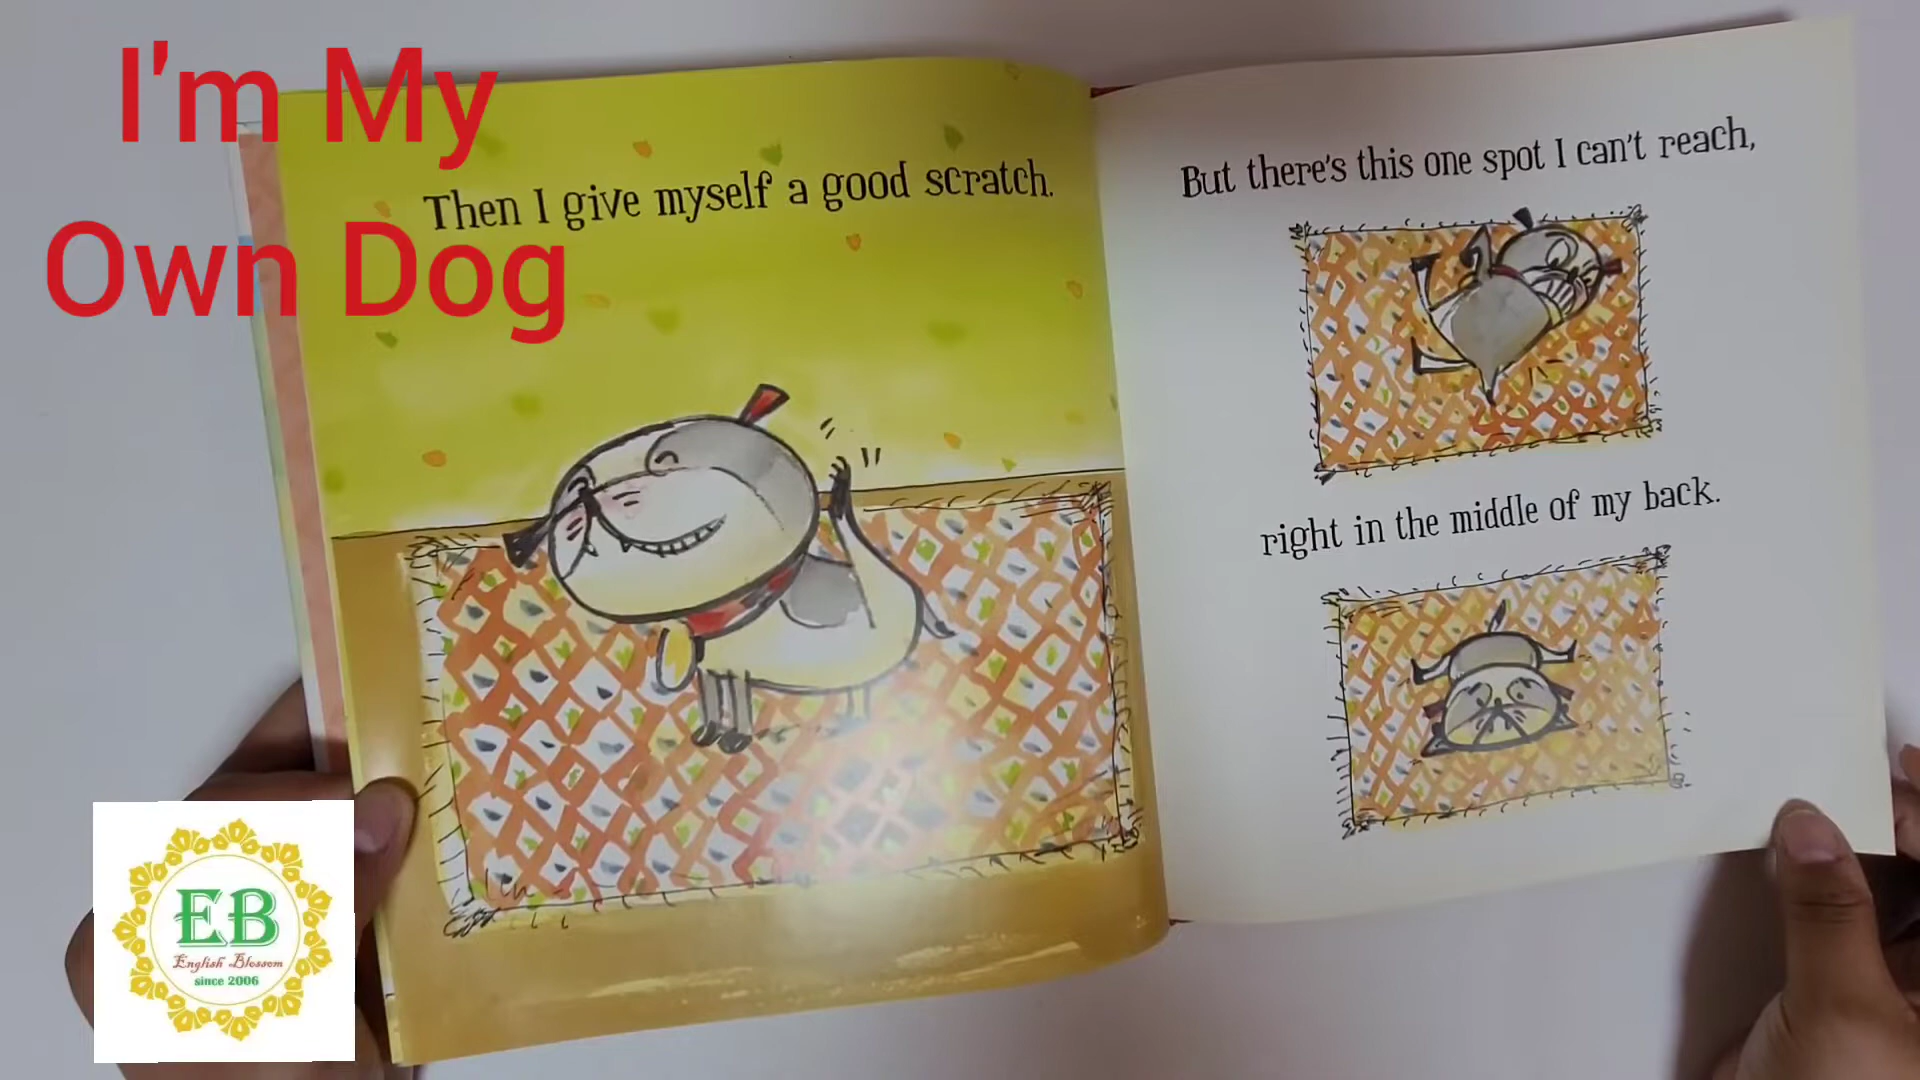 I'm My
Own Dog
Then I give myself a good scratch.
But there's this one spot I can't reach,
right in the middle of my back.
EB
English Blossom
since 2006